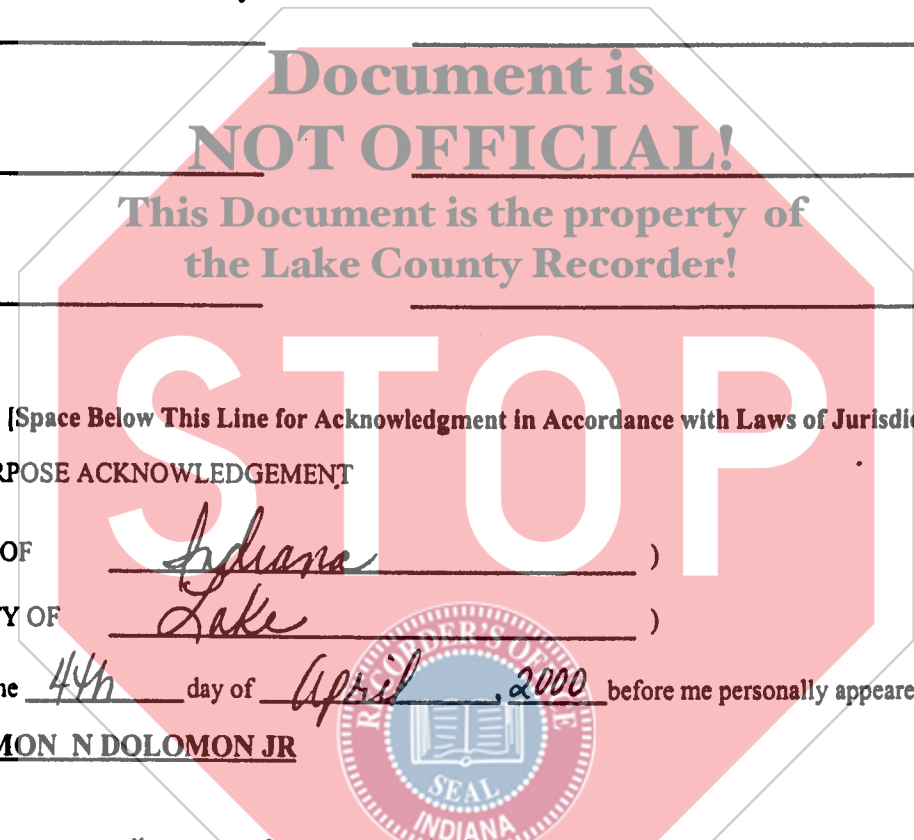 Document is
NOT OFFICIAL!
This Document is the property of
the Lake County Recorder!
STOP
[Space Below This Line for Acknowledgment in Accordance with Laws of Jurisdic
RPOSE ACKNOWLEDGEMENT
OF Indiana )
Y OF Lake )
ne 4th day of April , 2000 before me personally appeare
MON N DOLOMON JR
RECORDER'S OFFICE
SEAL
INDIANA